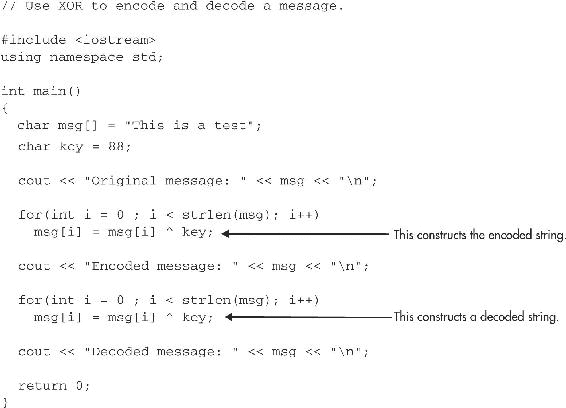 // Use XOR to encode and decode a message.
#include <iostream>
using namespace std;
int main()
{
char msg[] = "This is a test";
char key = 88;
cout << "Original message: " << msg << "\n";
for(int i = 0 ; i < strlen(msg); i++)
msg[i] = msg[i] ^ key; This constructs the encoded string.
cout << "Encoded message: " << msg << "\n";
for(int i = 0 ; i < strlen(msg); i++)
msg[i] = msg[i] ^ key; This constructs a decoded string.
cout << "Decoded message: " << msg << "\n";
return 0;
}